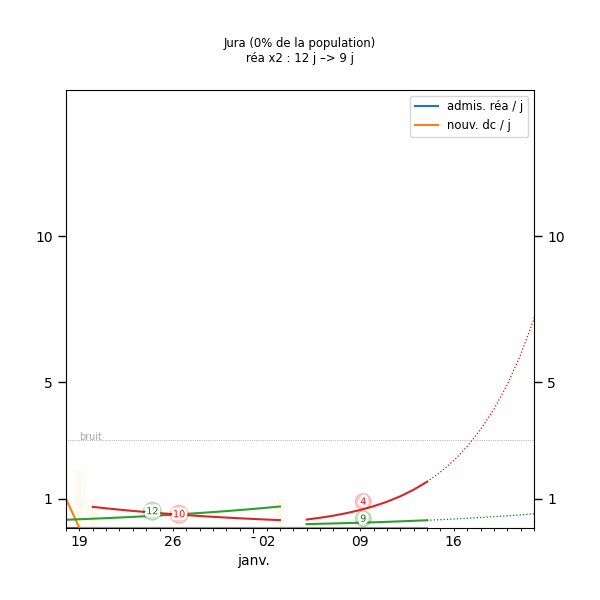 Jura (0% de la population)
réa x2 : 12 j –> 9 j
admis. réa / j
nouv. dc / j
10
10
5
5
bruit
1
1
12
-10
4
9
19
26
- 02
09
16
janv.